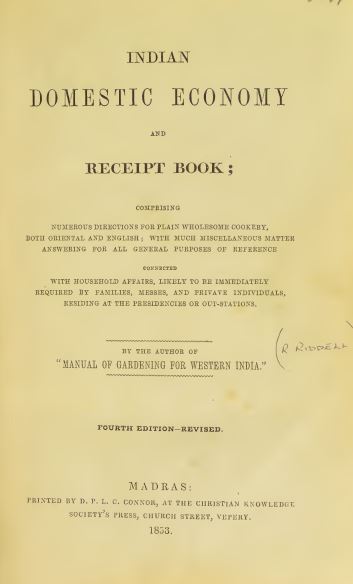 INDIAN
DOMESTIC ECONOMY
AND
RECEIPT BOOK;
COMPRISING
NUMEROUS DIRECTIONS FOR PLAIN WHOLESOME COOKERY,
BOTH ORIENTAL AND ENGLISH; WITH MUCH MISCELLANEOUS MATTER
ANSWERING FOR ALL GENERAL PURPOSES OF REFERENCE
CONNECTED
WITH HOUSEHOLD AFFAIRS, LIKELY TO BE IMMEDIATELY
REQUIRED BY FAMILIES, MESSES, AND PRIVATE INDIVIDUALS,
RESIDING AT THE PRESIDENCIES OR OUT-STATIONS.
BY THE AUTHOR OF
"MANUAL OF GARDENING FOR WESTERN INDIA."
(R RIDDELL)
FOURTH EDITION—REVISED.
MADRAS:
PRINTED BY D. P. L. C. CONNOR, AT THE CHRISTIAN KNOWLEDGE
SOCIETY'S PRESS, CHURCH STREET, VEPERY.
1853.